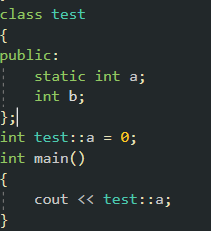 class test
{
public:
    static int a;
    int b;
};
int test::a = 0;
int main()
{
    cout << test::a;
}